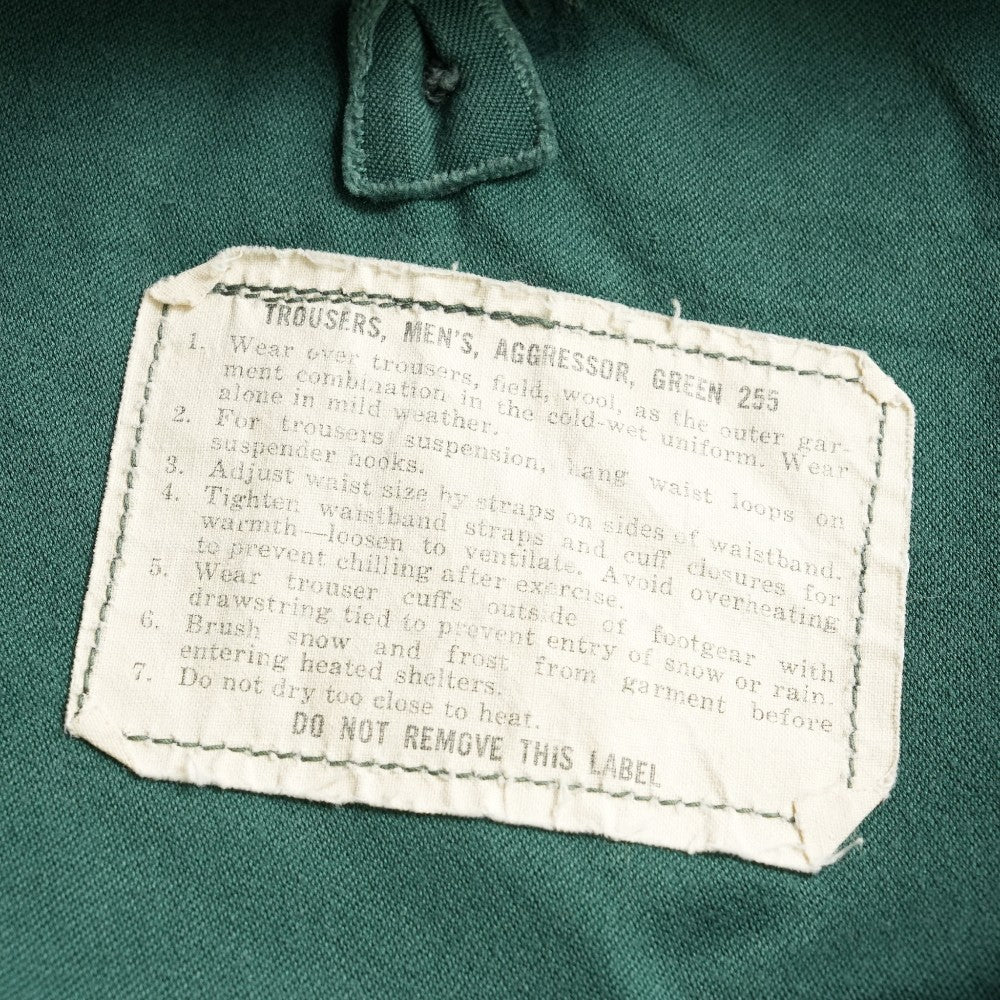 TROUSERS, MEN'S, AGGRESSOR, GREEN 255
1. Wear over trousers, field, wool, as the outer gar-
ment combination in the cold-wet uniform. Wear
alone in mild weather.
2. For trousers suspension, hang waist loops on
suspender hooks.
3. Adjust waist size by straps on sides of waistband.
4. Tighten waistband straps and cuff closures for
warmth—loosen to ventilate. Avoid overheating
to prevent chilling after exercise.
5. Wear trouser cuffs outside of footgear with
drawstring tied to prevent entry of snow or rain.
6. Brush snow and frost from garment before
entering heated shelters.
7. Do not dry too close to heat.
DO NOT REMOVE THIS LABEL